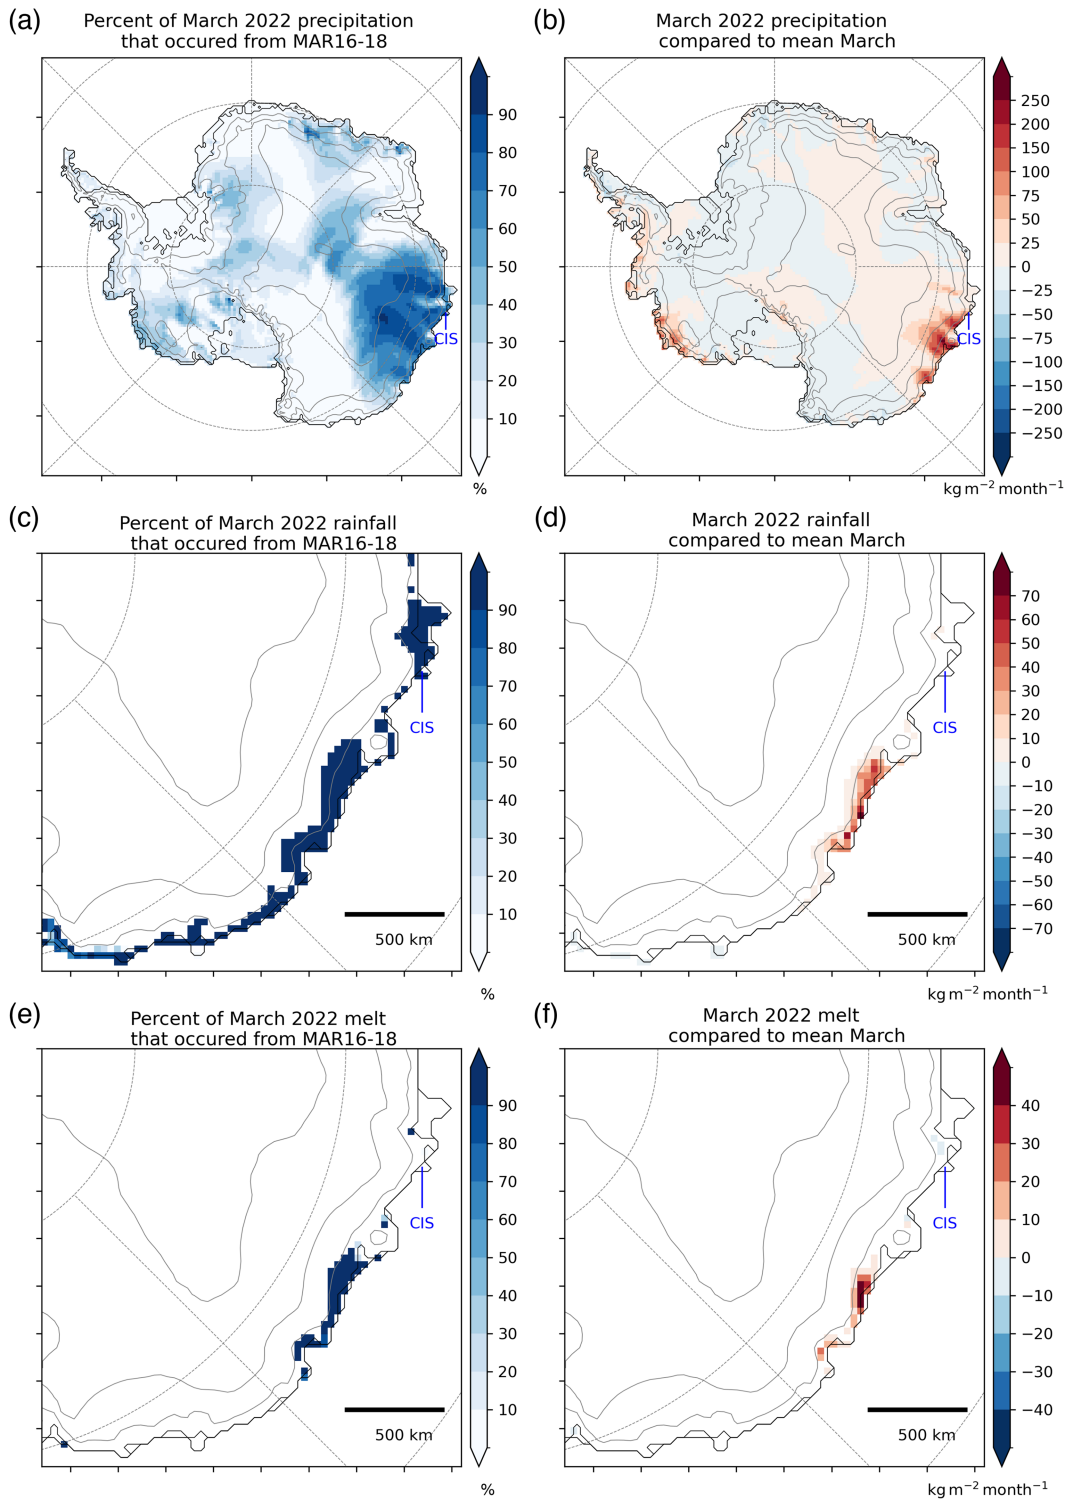 (a)
Percent of March 2022 precipitation
that occured from MAR16-18
90
80
70
60
50
40
30
20
10
%
CIS
(b)
March 2022 precipitation
compared to mean March
250
200
150
100
75
50
25
0
−25
−50
−75
−100
−150
−200
−250
kg m−2 month−1
CIS
(c)
Percent of March 2022 rainfall
that occured from MAR16-18
90
80
70
60
50
40
30
20
10
%
CIS
500 km
(d)
March 2022 rainfall
compared to mean March
70
60
50
40
30
20
10
0
−10
−20
−30
−40
−50
−60
−70
kg m−2 month−1
CIS
500 km
(e)
Percent of March 2022 melt
that occured from MAR16-18
90
80
70
60
50
40
30
20
10
%
CIS
500 km
(f)
March 2022 melt
compared to mean March
40
30
20
10
0
−10
−20
−30
−40
kg m−2 month−1
CIS
500 km